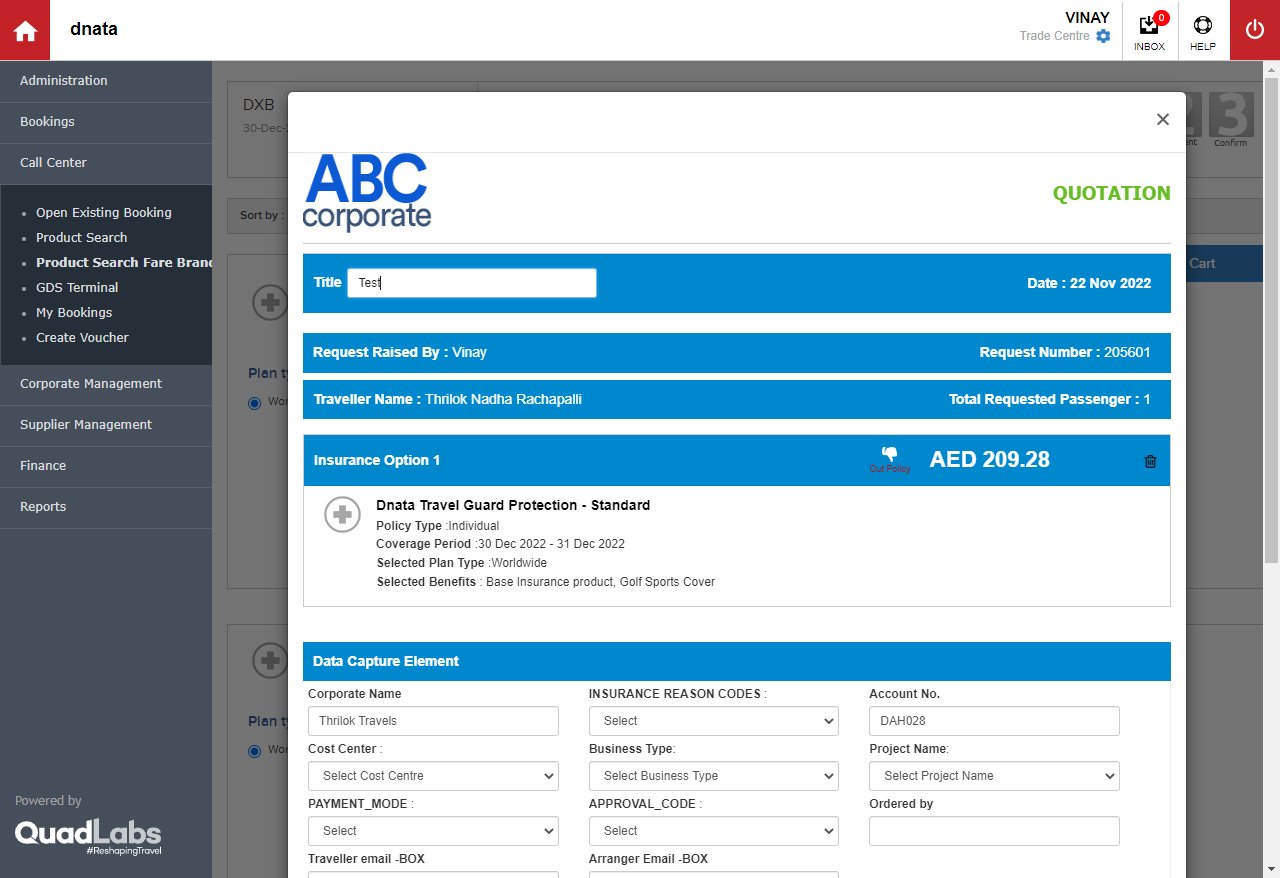 dnata
VINAY
Trade Centre
0
INBOX
HELP
Administration
Bookings
Call Center
Open Existing Booking
Product Search
Product Search Fare Brand
GDS Terminal
My Bookings
Create Voucher
Corporate Management
Supplier Management
Finance
Reports
Powered by
QuadLabs
#ReshapingTravel
DXB
30-Dec-2
Sort by :
3
Confirm
Cart
Plan ty
Wor
Plan ty
Wor
×
ABC
corporate
QUOTATION
Title Test
Date : 22 Nov 2022
Request Raised By : Vinay
Request Number : 205601
Traveller Name : Thrilok Nadha Rachapalli
Total Requested Passenger : 1
Insurance Option 1
Out Policy
AED 209.28
Dnata Travel Guard Protection - Standard
Policy Type :Individual
Coverage Period :30 Dec 2022 - 31 Dec 2022
Selected Plan Type :Worldwide
Selected Benefits : Base Insurance product, Golf Sports Cover
Data Capture Element
Corporate Name INSURANCE REASON CODES : Account No.
Thrilok Travels Select DAH028
Cost Center : Business Type: Project Name:
Select Cost Centre Select Business Type Select Project Name
PAYMENT_MODE : APPROVAL_CODE : Ordered by
Select Select
Traveller email -BOX Arranger Email -BOX